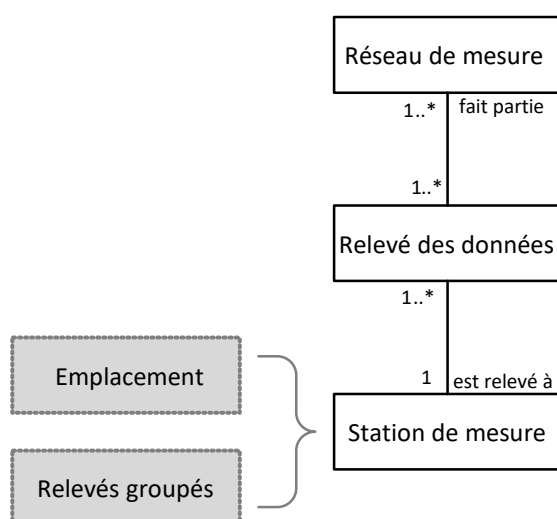 Réseau de mesure
1..* fait partie
1..*
Relevé des données
1..*
1 est relevé à
Emplacement
Station de mesure
Relevés groupés